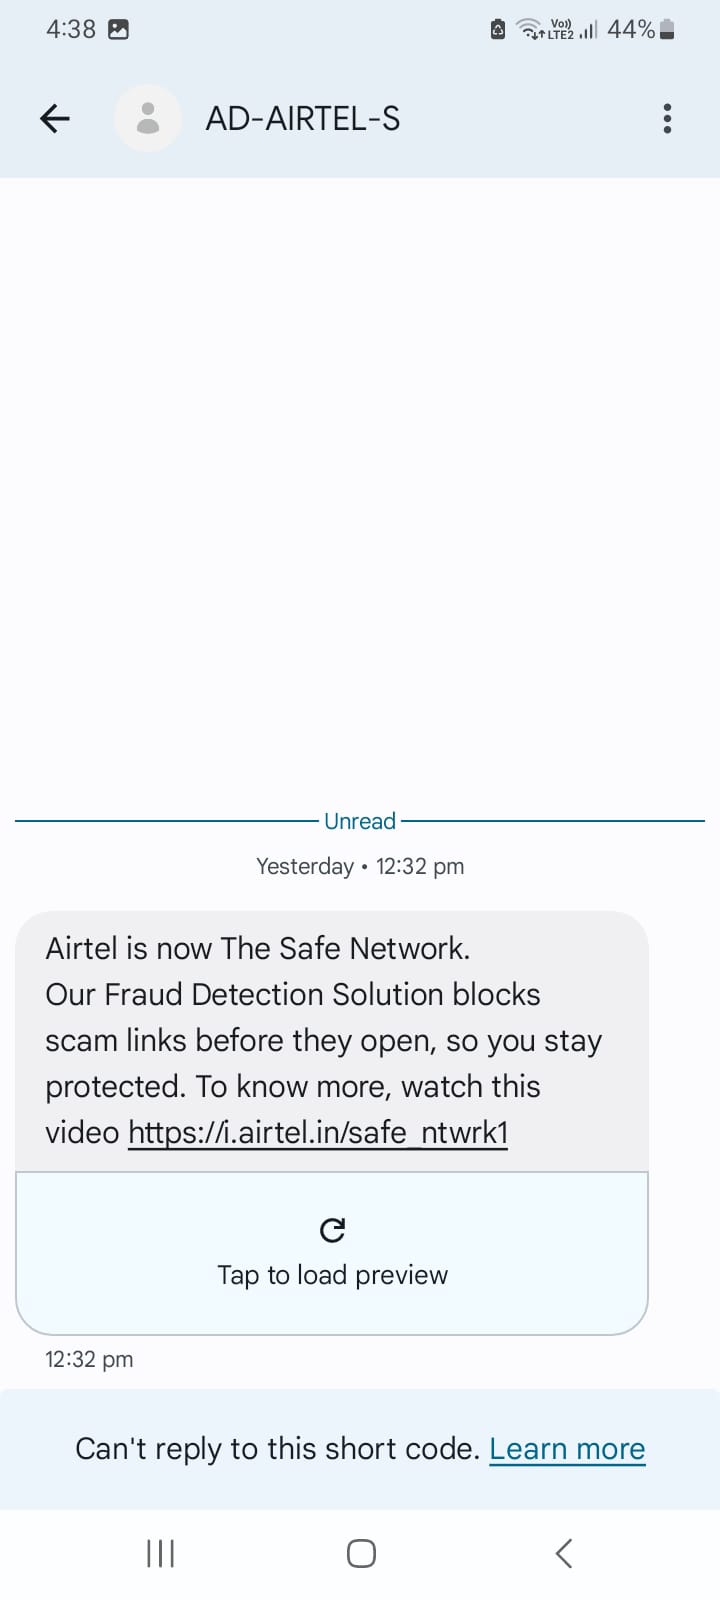 4:38
Vo)) LTE2 44%
AD-AIRTEL-S
Unread
Yesterday • 12:32 pm
Airtel is now The Safe Network.
Our Fraud Detection Solution blocks
scam links before they open, so you stay
protected. To know more, watch this
video https://i.airtel.in/safe_ntwrk1
Tap to load preview
12:32 pm
Can't reply to this short code. Learn more